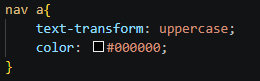 nav a{
    text-transform: uppercase;
    color: #000000;
}